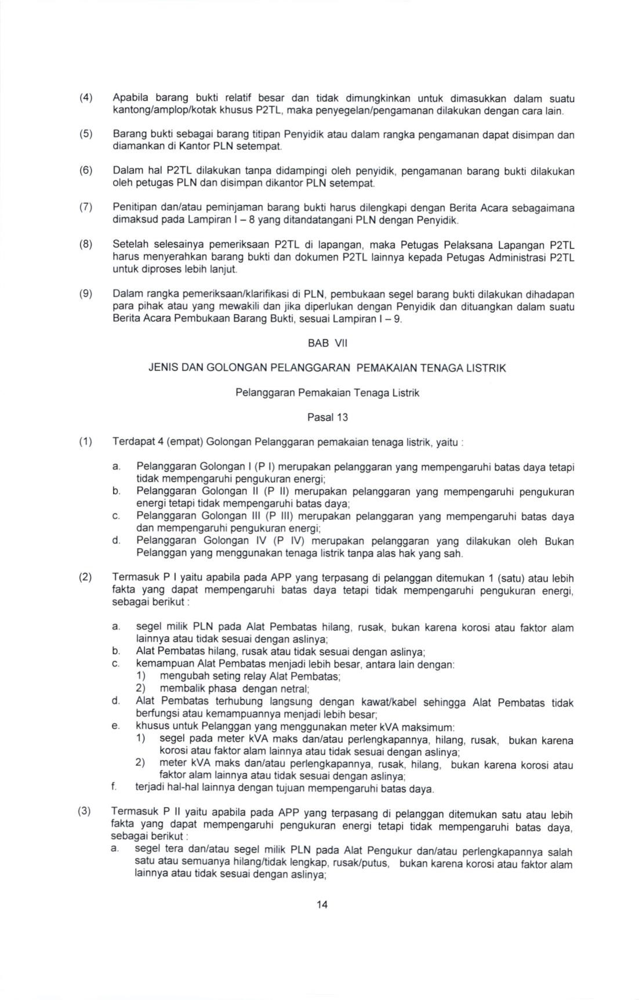 (4) Apabila barang bukti relatif besar dan tidak dimungkinkan untuk dimasukkan dalam suatu
kantong/amplop/kotak khusus P2TL, maka penyegelan/pengamanan dilakukan dengan cara lain.
(5) Barang bukti sebagai barang titipan Penyidik atau dalam rangka pengamanan dapat disimpan dan
diamankan di Kantor PLN setempat.
(6) Dalam hal P2TL dilakukan tanpa didampingi oleh penyidik, pengamanan barang bukti dilakukan
oleh petugas PLN dan disimpan dikantor PLN setempat.
(7) Penitipan dan/atau peminjaman barang bukti harus dilengkapi dengan Berita Acara sebagaimana
dimaksud pada Lampiran I – 8 yang ditandatangani PLN dengan Penyidik.
(8) Setelah selesainya pemeriksaan P2TL di lapangan, maka Petugas Pelaksana Lapangan P2TL
harus menyerahkan barang bukti dan dokumen P2TL lainnya kepada Petugas Administrasi P2TL
untuk diproses lebih lanjut.
(9) Dalam rangka pemeriksaan/klarifikasi di PLN, pembukaan segel barang bukti dilakukan dihadapan
para pihak atau yang mewakili dan jika diperlukan dengan Penyidik dan dituangkan dalam suatu
Berita Acara Pembukaan Barang Bukti, sesuai Lampiran I – 9.
BAB VII
JENIS DAN GOLONGAN PELANGGARAN PEMAKAIAN TENAGA LISTRIK
Pelanggaran Pemakaian Tenaga Listrik
Pasal 13
(1) Terdapat 4 (empat) Golongan Pelanggaran pemakaian tenaga listrik, yaitu :
a. Pelanggaran Golongan I (P I) merupakan pelanggaran yang mempengaruhi batas daya tetapi
tidak mempengaruhi pengukuran energi;
b. Pelanggaran Golongan II (P II) merupakan pelanggaran yang mempengaruhi pengukuran
energi tetapi tidak mempengaruhi batas daya;
c. Pelanggaran Golongan III (P III) merupakan pelanggaran yang mempengaruhi batas daya
dan mempengaruhi pengukuran energi;
d. Pelanggaran Golongan IV (P IV) merupakan pelanggaran yang dilakukan oleh Bukan
Pelanggan yang menggunakan tenaga listrik tanpa alas hak yang sah.
(2) Termasuk P I yaitu apabila pada APP yang terpasang di pelanggan ditemukan 1 (satu) atau lebih
fakta yang dapat mempengaruhi batas daya tetapi tidak mempengaruhi pengukuran energi,
sebagai berikut :
a. segel milik PLN pada Alat Pembatas hilang, rusak, bukan karena korosi atau faktor alam
lainnya atau tidak sesuai dengan aslinya;
b. Alat Pembatas hilang, rusak atau tidak sesuai dengan aslinya;
c. kemampuan Alat Pembatas menjadi lebih besar, antara lain dengan:
1) mengubah seting relay Alat Pembatas;
2) membalik phasa dengan netral;
d. Alat Pembatas terhubung langsung dengan kawat/kabel sehingga Alat Pembatas tidak
berfungsi atau kemampuannya menjadi lebih besar;
e. khusus untuk Pelanggan yang menggunakan meter kVA maksimum:
1) segel pada meter kVA maks dan/atau perlengkapannya, hilang, rusak, bukan karena
korosi atau faktor alam lainnya atau tidak sesuai dengan aslinya;
2) meter kVA maks dan/atau perlengkapannya, rusak, hilang, bukan karena korosi atau
faktor alam lainnya atau tidak sesuai dengan aslinya;
f. terjadi hal-hal lainnya dengan tujuan mempengaruhi batas daya.
(3) Termasuk P II yaitu apabila pada APP yang terpasang di pelanggan ditemukan satu atau lebih
fakta yang dapat mempengaruhi pengukuran energi tetapi tidak mempengaruhi batas daya,
sebagai berikut :
a. segel tera dan/atau segel milik PLN pada Alat Pengukur dan/atau perlengkapannya salah
satu atau semuanya hilang/tidak lengkap, rusak/putus, bukan karena korosi atau faktor alam
lainnya atau tidak sesuai dengan aslinya;
14